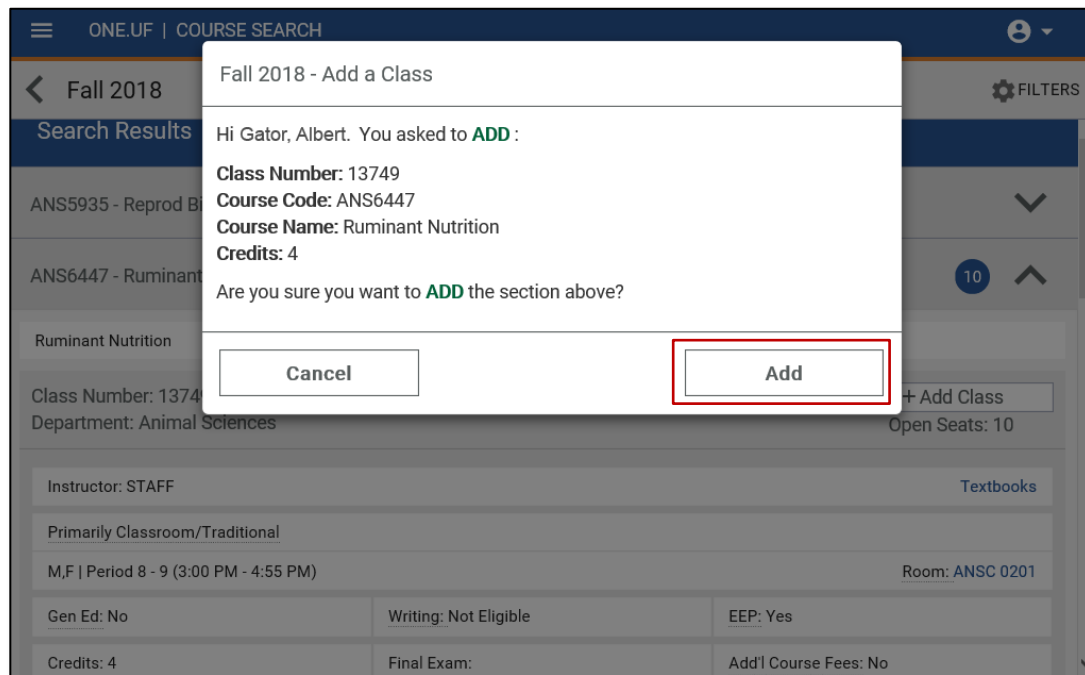 ONE.UF | COURSE SEARCH
Fall 2018
FILTERS
Search Results
Fall 2018 - Add a Class
Hi Gator, Albert. You asked to ADD :
Class Number: 13749
Course Code: ANS6447
Course Name: Ruminant Nutrition
Credits: 4
Are you sure you want to ADD the section above?
Cancel
Add
ANS5935 - Reprod
ANS6447 - Ruminant
10
Ruminant Nutrition
Class Number: 1374
+ Add Class
Department: Animal Sciences
Open Seats: 10
Instructor: STAFF
Textbooks
Primarily Classroom/Traditional
M,F | Period 8 - 9 (3:00 PM - 4:55 PM)
Room: ANSC 0201
Gen Ed: No
Writing: Not Eligible
EEP: Yes
Credits: 4
Final Exam:
Add'l Course Fees: No